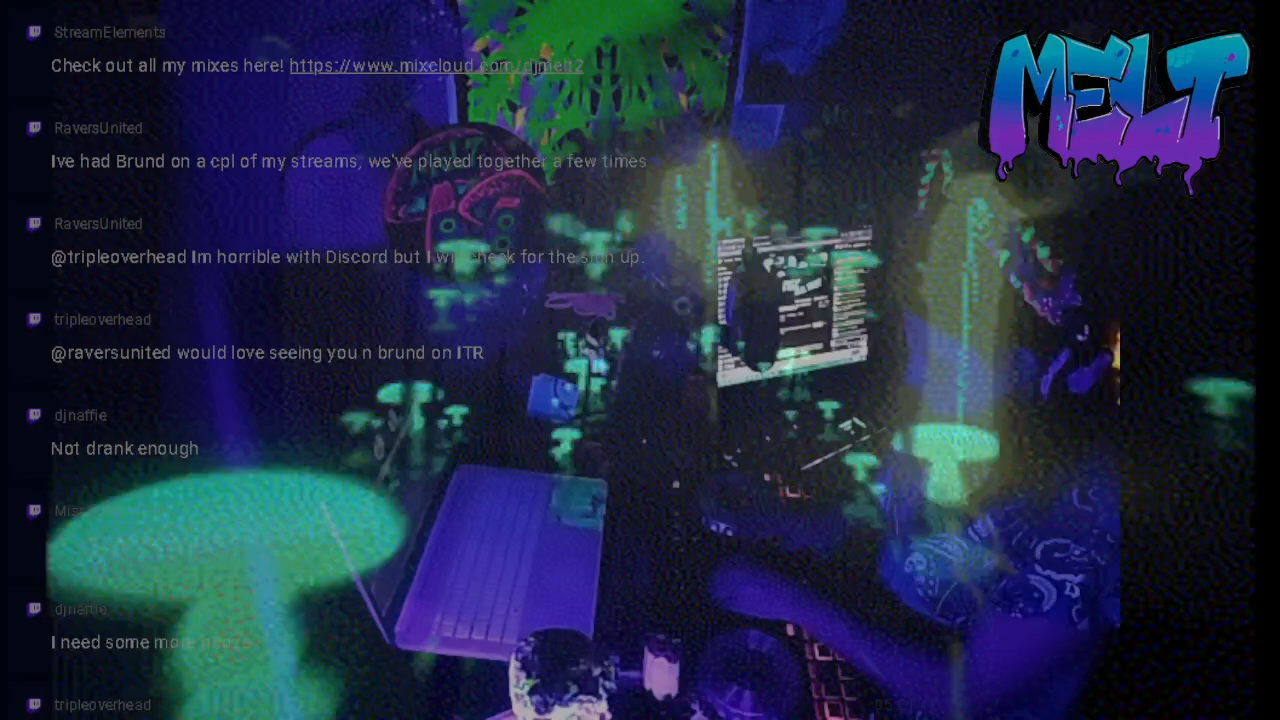 StreamElements
Check out all my mixes here! https://www.mixcloud.com/djmelt2
MELT
RaversUnited
Ive had Brund on a cpl of my streams, we've played together a few times
RaversUnited
@tripleoverhead Im horrible with Discord but I will check for the sign up.
tripleoverhead
@raversunited would love seeing you n brund on ITR
djnaffie
Not drank enough
djnaffie
I need some more booze
tripleoverhead